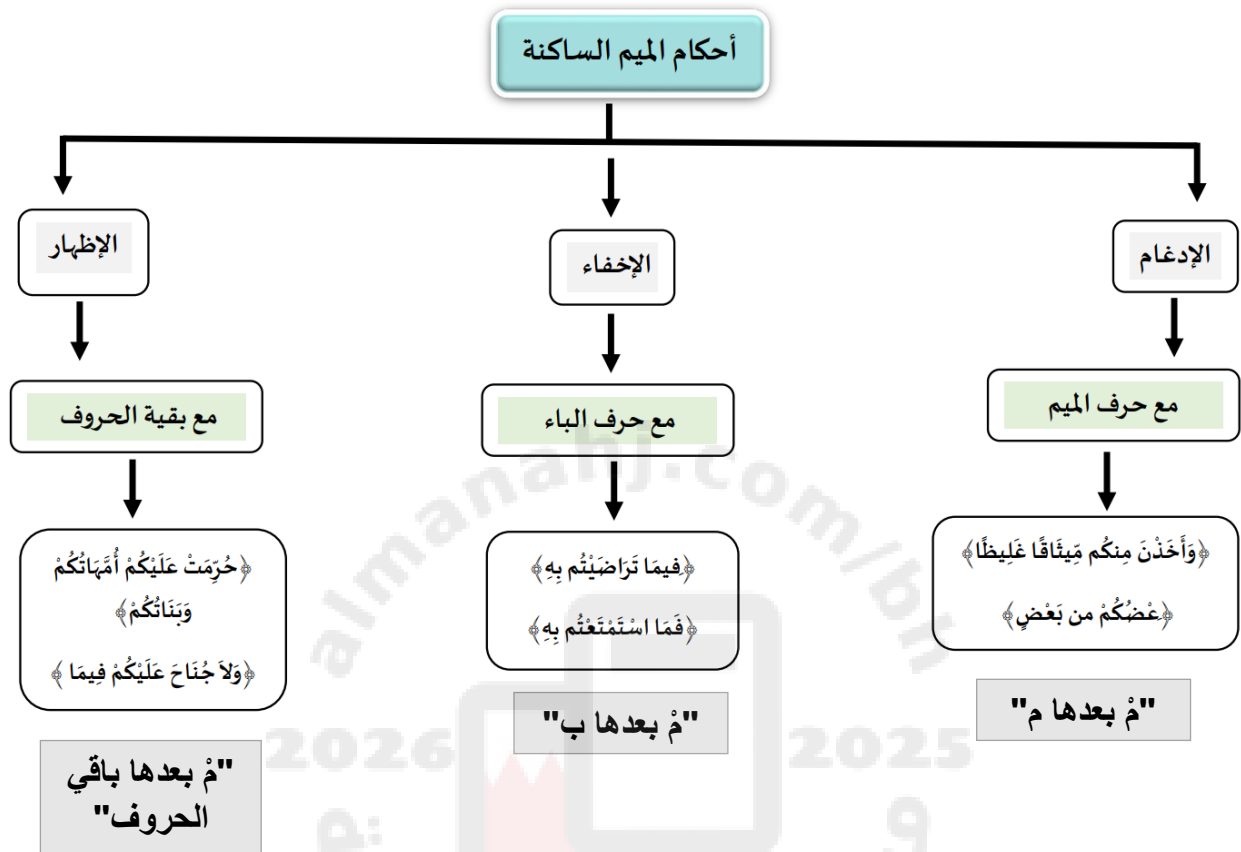 أحكام الميم الساكنة
الإدغام
الإخفاء
الإظهار
مع حرف الميم
مع حرف الباء
مع بقية الحروف
﴿وَأَخَذْنَ مِنكُم مِّيثَاقًا غَلِيظًا﴾
﴿عْضُكُمْ من بَعْضٍ﴾
﴿فِيمَا تَرَاضَيْتُم بِهِ﴾
﴿فَمَا اسْتَمْتَعْتُم بِهِ﴾
﴿حُرِّمَتْ عَلَيْكُمْ أُمَّهَاتُكُمْ
وَبَنَاتُكُمْ﴾
﴿وَلاَ جُنَاحَ عَلَيْكُمْ فِيمَا ﴾
"مْ بعدها م"
"مْ بعدها ب"
"مْ بعدها باقي
الحروف"
almanahj.com/bh
2026
2025